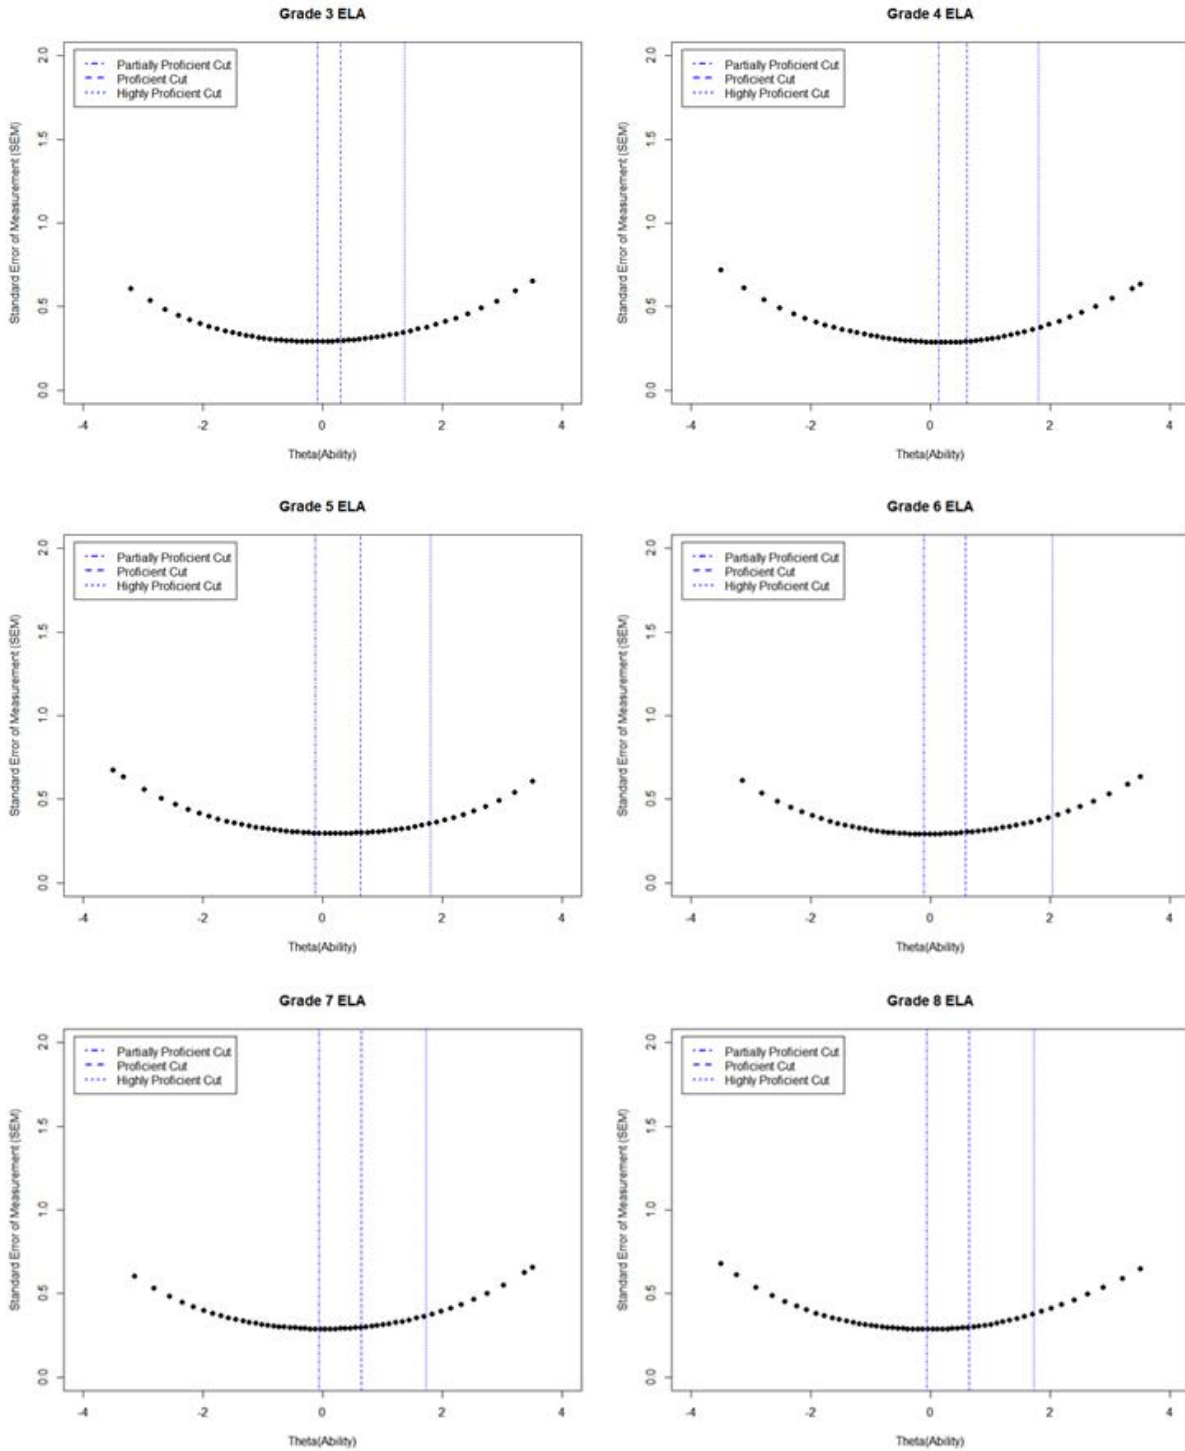 Grade 3 ELA
Partially Proficient Cut
Proficient Cut
Highly Proficient Cut
Standard Error of Measurement (SEM)
2.0
1.5
1.0
0.5
0.0
-4 -2 0 2 4
Theta(Ability)
Grade 4 ELA
Partially Proficient Cut
Proficient Cut
Highly Proficient Cut
Standard Error of Measurement (SEM)
2.0
1.5
1.0
0.5
0.0
-4 -2 0 2 4
Theta(Ability)
Grade 5 ELA
Partially Proficient Cut
Proficient Cut
Highly Proficient Cut
Standard Error of Measurement (SEM)
2.0
1.5
1.0
0.5
0.0
-4 -2 0 2 4
Theta(Ability)
Grade 6 ELA
Partially Proficient Cut
Proficient Cut
Highly Proficient Cut
Standard Error of Measurement (SEM)
2.0
1.5
1.0
0.5
0.0
-4 -2 0 2 4
Theta(Ability)
Grade 7 ELA
Partially Proficient Cut
Proficient Cut
Highly Proficient Cut
Standard Error of Measurement (SEM)
2.0
1.5
1.0
0.5
0.0
-4 -2 0 2 4
Theta(Ability)
Grade 8 ELA
Partially Proficient Cut
Proficient Cut
Highly Proficient Cut
Standard Error of Measurement (SEM)
2.0
1.5
1.0
0.5
0.0
-4 -2 0 2 4
Theta(Ability)